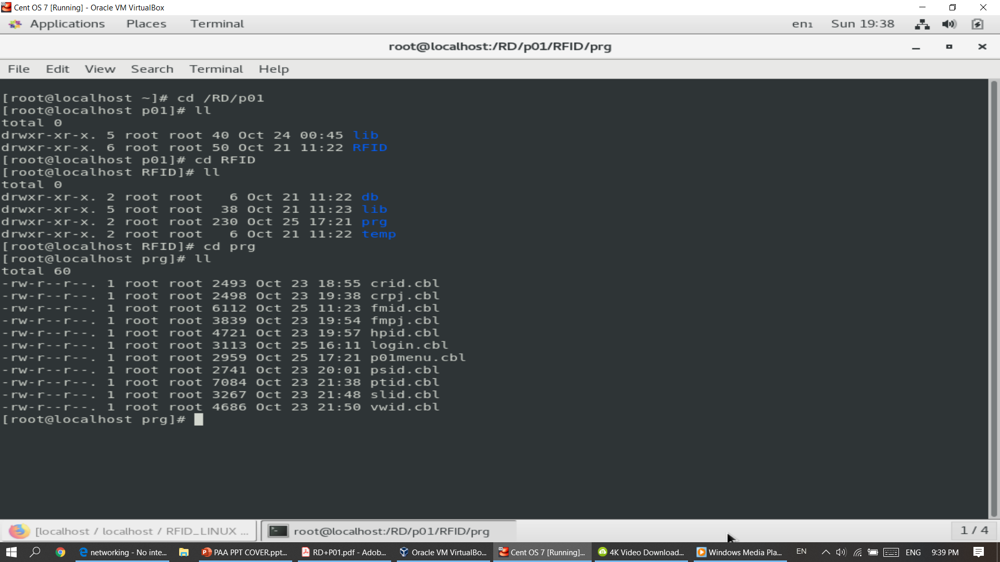 Cent OS 7 [Running] - Oracle VM VirtualBox
Applications Places Terminal en1 Sun 19:38
root@localhost:/RD/p01/RFID/prg
File Edit View Search Terminal Help
[root@localhost ~]# cd /RD/p01
[root@localhost p01]# ll
total 0
drwxr-xr-x. 5 root root 40 Oct 24 00:45 lib
drwxr-xr-x. 6 root root 50 Oct 21 11:22 RFID
[root@localhost p01]# cd RFID
[root@localhost RFID]# ll
total 0
drwxr-xr-x. 2 root root   6 Oct 21 11:22 db
drwxr-xr-x. 5 root root  38 Oct 21 11:23 lib
drwxr-xr-x. 2 root root 230 Oct 25 17:21 prg
drwxr-xr-x. 2 root root   6 Oct 21 11:22 temp
[root@localhost RFID]# cd prg
[root@localhost prg]# ll
total 60
-rw-r--r--. 1 root root 2493 Oct 23 18:55 crid.cbl
-rw-r--r--. 1 root root 2498 Oct 23 19:38 crpj.cbl
-rw-r--r--. 1 root root 6112 Oct 25 11:23 fmid.cbl
-rw-r--r--. 1 root root 3839 Oct 23 19:54 fmpj.cbl
-rw-r--r--. 1 root root 4721 Oct 23 19:57 hpid.cbl
-rw-r--r--. 1 root root 3113 Oct 25 16:11 login.cbl
-rw-r--r--. 1 root root 2959 Oct 25 17:21 p01menu.cbl
-rw-r--r--. 1 root root 2741 Oct 23 20:01 psid.cbl
-rw-r--r--. 1 root root 7084 Oct 23 21:38 ptid.cbl
-rw-r--r--. 1 root root 3267 Oct 23 21:48 slid.cbl
-rw-r--r--. 1 root root 4686 Oct 23 21:50 vwid.cbl
[root@localhost prg]#
[localhost / localhost / RFID_LINUX ... root@localhost:/RD/p01/RFID/prg 1 / 4
networking - No inte... PAA PPT COVER.ppt... RD+P01.pdf - Adob... Oracle VM VirtualBo... Cent OS 7 [Running]... 4K Video Download... Windows Media Pla... EN ENG 9:39 PM